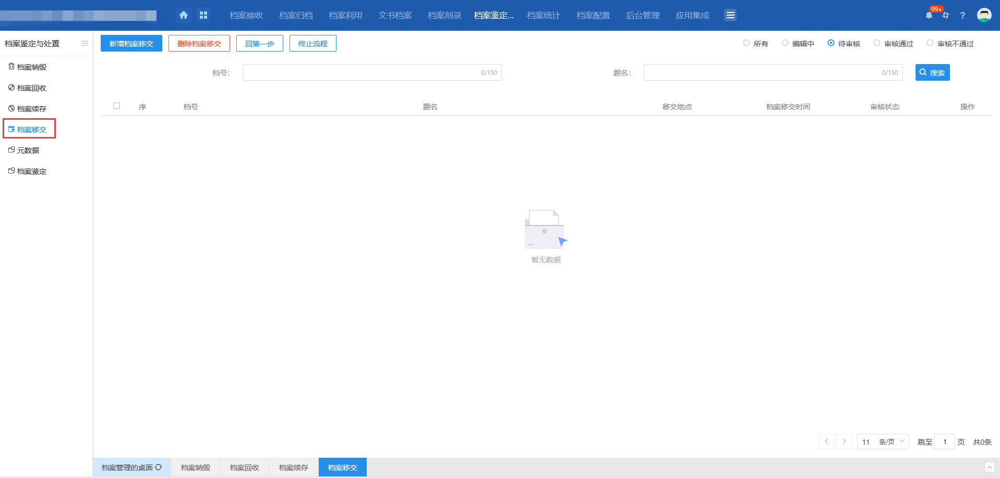 档案接收 档案归档 档案利用 文书档案 档案刻录 档案鉴定... 档案统计 档案配置 后台管理 应用集成 99+ ?
档案鉴定与处置
档案销毁
档案回收
档案续存
档案移交
元数据
档案鉴定
新增档案移交 删除档案移交 回第一步 终止流程 所有 编辑中 待审核 审核通过 审核不通过
档号: 0/150 题名: 0/150 搜索
序 档号 题名 移交地点 档案移交时间 审核状态 操作
暂无数据
11 条/页 跳至 1 页 共0条
档案管理的桌面 档案销毁 档案回收 档案续存 档案移交